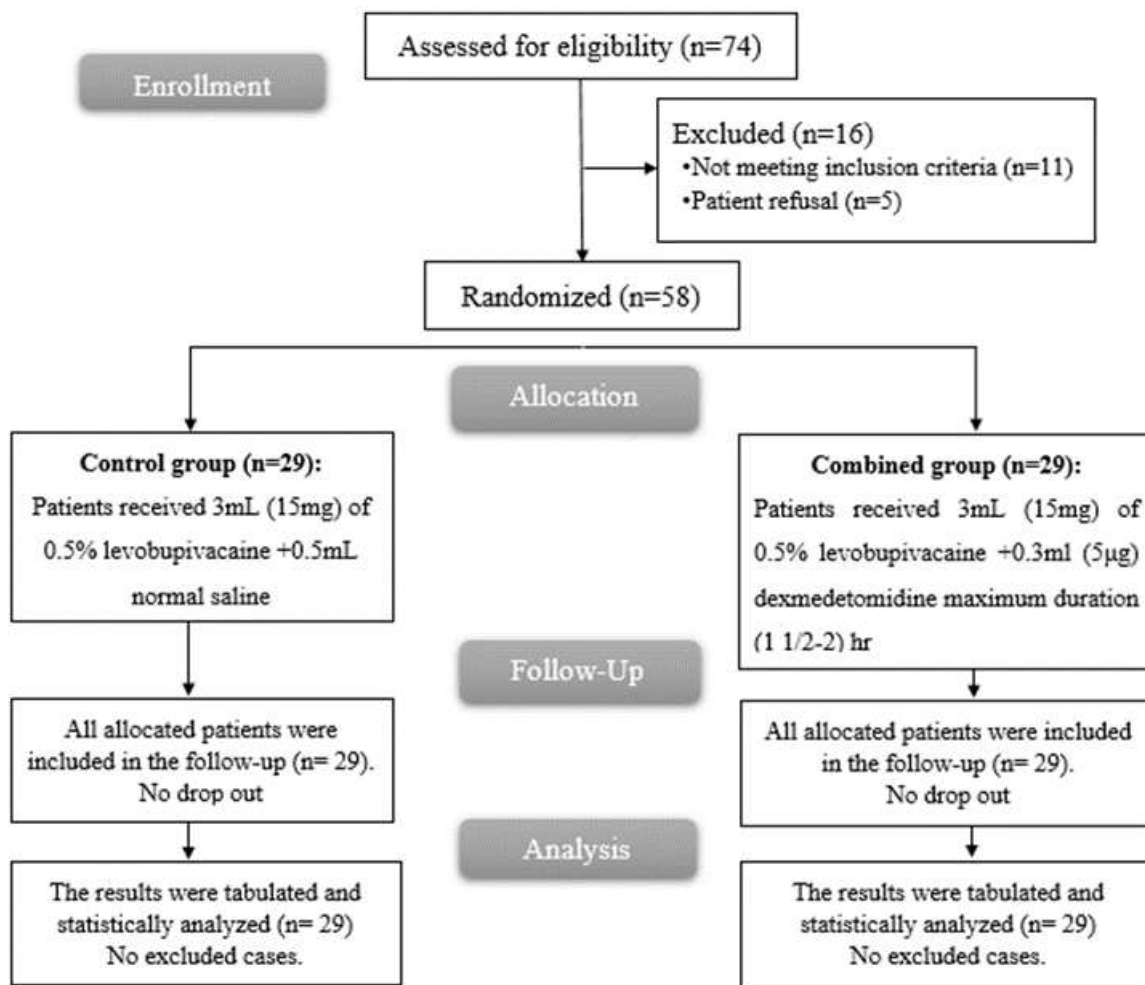 Assessed for eligibility (n=74)
Enrollment
Excluded (n=16)
•Not meeting inclusion criteria (n=11)
•Patient refusal (n=5)
Randomized (n=58)
Allocation
Control group (n=29):
Patients received 3mL (15mg) of
0.5% levobupivacaine +0.5mL
normal saline
Combined group (n=29):
Patients received 3mL (15mg) of
0.5% levobupivacaine +0.3ml (5μg)
dexmedetomidine maximum duration
(1 1/2-2) hr
Follow-Up
All allocated patients were
included in the follow-up (n= 29).
No drop out
All allocated patients were included
in the follow-up (n= 29).
No drop out
Analysis
The results were tabulated and
statistically analyzed (n= 29)
No excluded cases.
The results were tabulated and
statistically analyzed (n= 29)
No excluded cases.